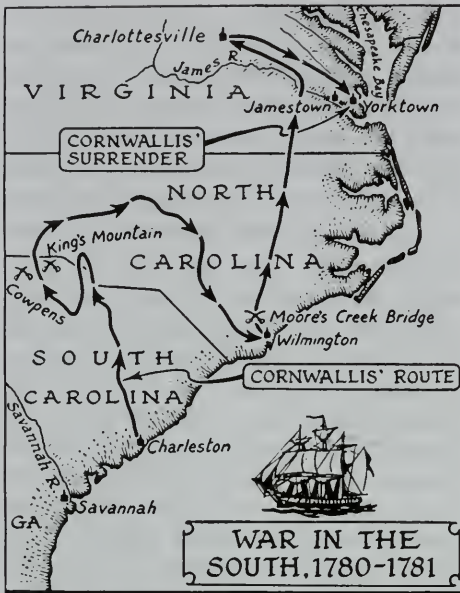 Charlottesville
Chesapeake Bay
James R.
VIRGINIA
Jamestown
Yorktown
CORNWALLIS'
SURRENDER
NORTH
CAROLINA
King's Mountain
Cowpens
Moore's Creek Bridge
Wilmington
SOUTH
CAROLINA
CORNWALLIS' ROUTE
Savannah R.
Charleston
Savannah
GA
WAR IN THE
SOUTH, 1780-1781